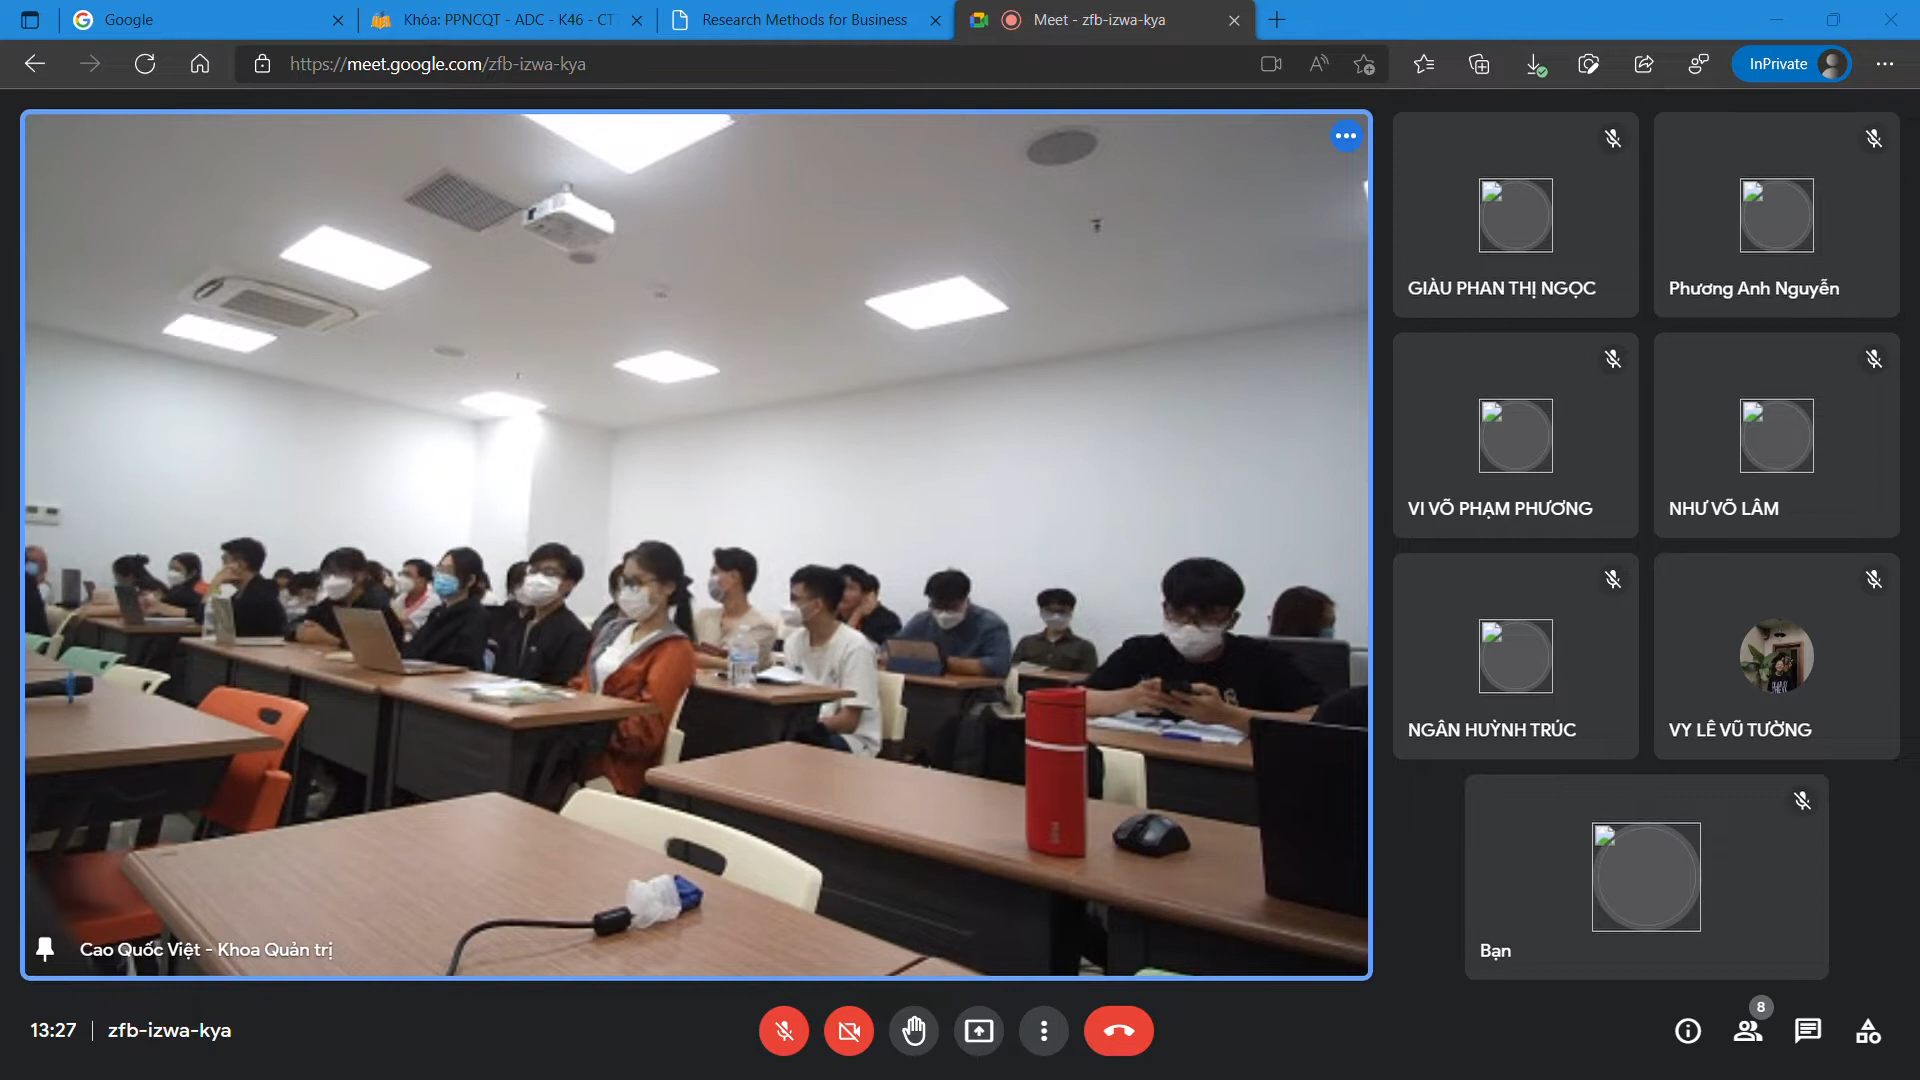 Google
Khóa: PPNCQT - ADC - K46 - CT
Research Methods for Business
Meet - zfb-izwa-kya
https://meet.google.com/zfb-izwa-kya
InPrivate
GIÀU PHAN THỊ NGỌC
Phương Anh Nguyễn
VI VÕ PHẠM PHƯƠNG
NHƯ VÕ LÂM
NGÂN HUỲNH TRÚC
VY LÊ VŨ TƯỜNG
Cao Quốc Việt - Khoa Quản trị
Bạn
13:27
zfb-izwa-kya
8